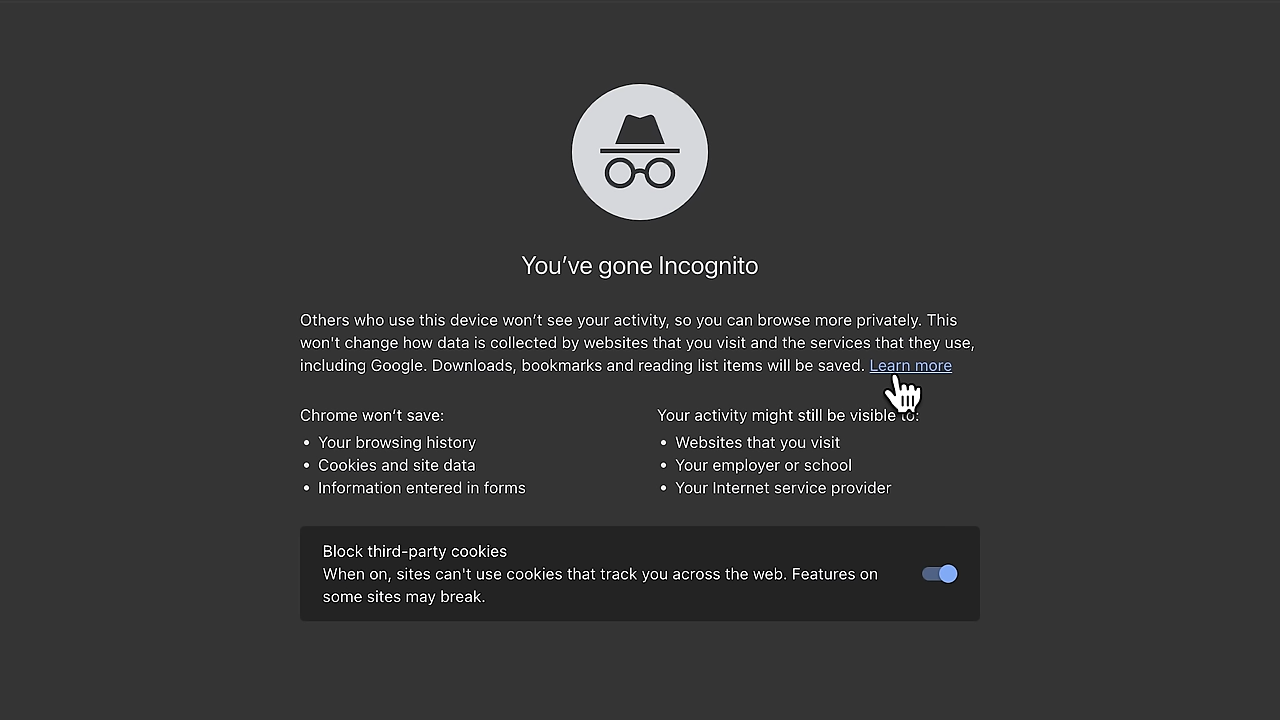 You’ve gone Incognito
Others who use this device won’t see your activity, so you can browse more privately. This
won't change how data is collected by websites that you visit and the services that they use,
including Google. Downloads, bookmarks and reading list items will be saved. Learn more
Chrome won’t save:
• Your browsing history
• Cookies and site data
• Information entered in forms
Your activity might still be visible to:
• Websites that you visit
• Your employer or school
• Your Internet service provider
Block third-party cookies
When on, sites can't use cookies that track you across the web. Features on
some sites may break.